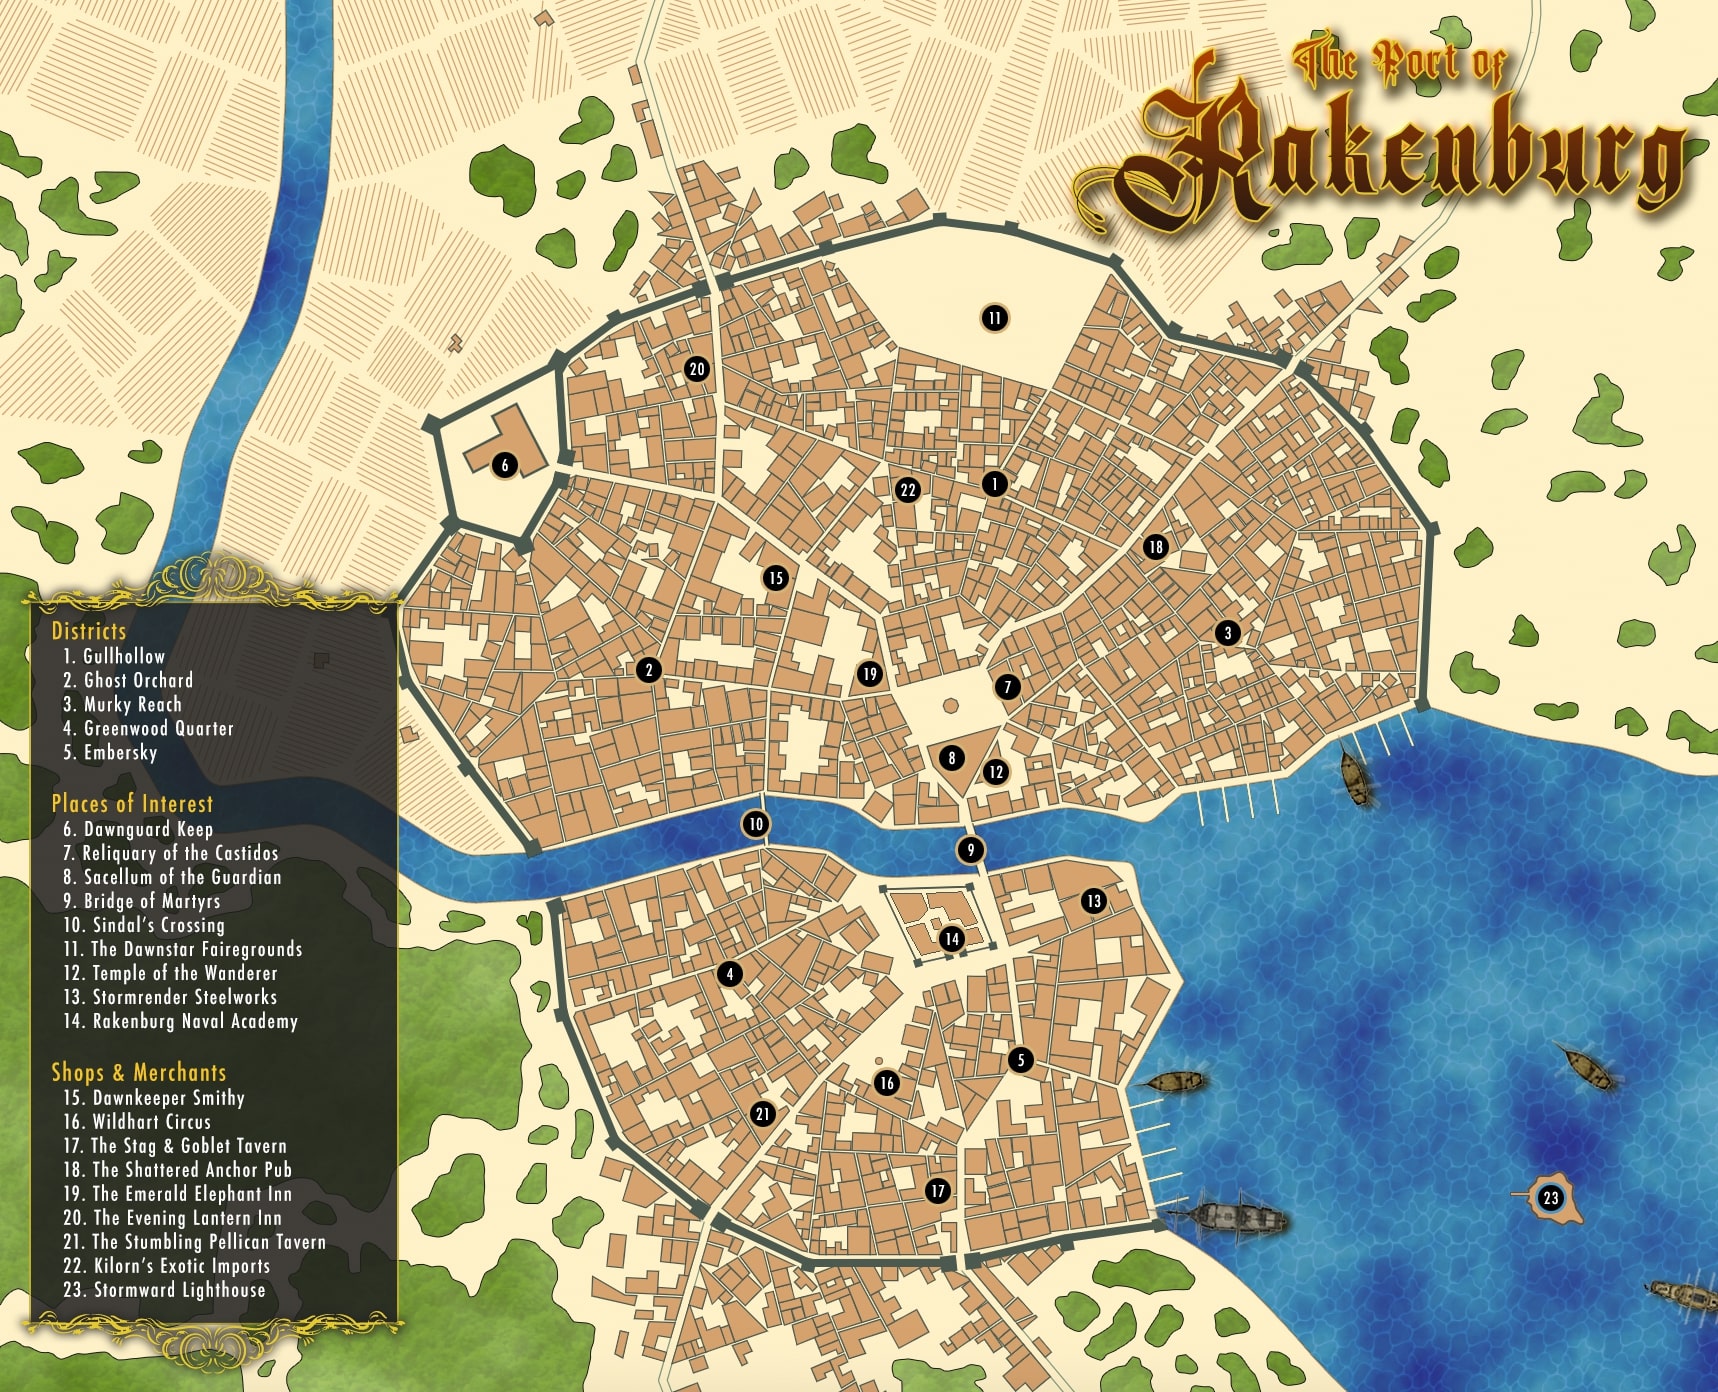 The Port of
Rakenburg
Districts
1. Gullhollow
2. Ghost Orchard
3. Murky Reach
4. Greenwood Quarter
5. Embersky
Places of Interest
6. Dawnguard Keep
7. Reliquary of the Castidos
8. Sacellum of the Guardian
9. Bridge of Martyrs
10. Sindal's Crossing
11. The Dawnstar Fairegrounds
12. Temple of the Wanderer
13. Stormrender Steelworks
14. Rakenburg Naval Academy
Shops & Merchants
15. Dawnkeeper Smithy
16. Wildhart Circus
17. The Stag & Goblet Tavern
18. The Shattered Anchor Pub
19. The Emerald Elephant Inn
20. The Evening Lantern Inn
21. The Stumbling Pellican Tavern
22. Kilorn's Exotic Imports
23. Stormward Lighthouse
11
20
6
22
1
18
15
3
2
19
7
8
12
10
9
13
14
4
5
16
21
17
23